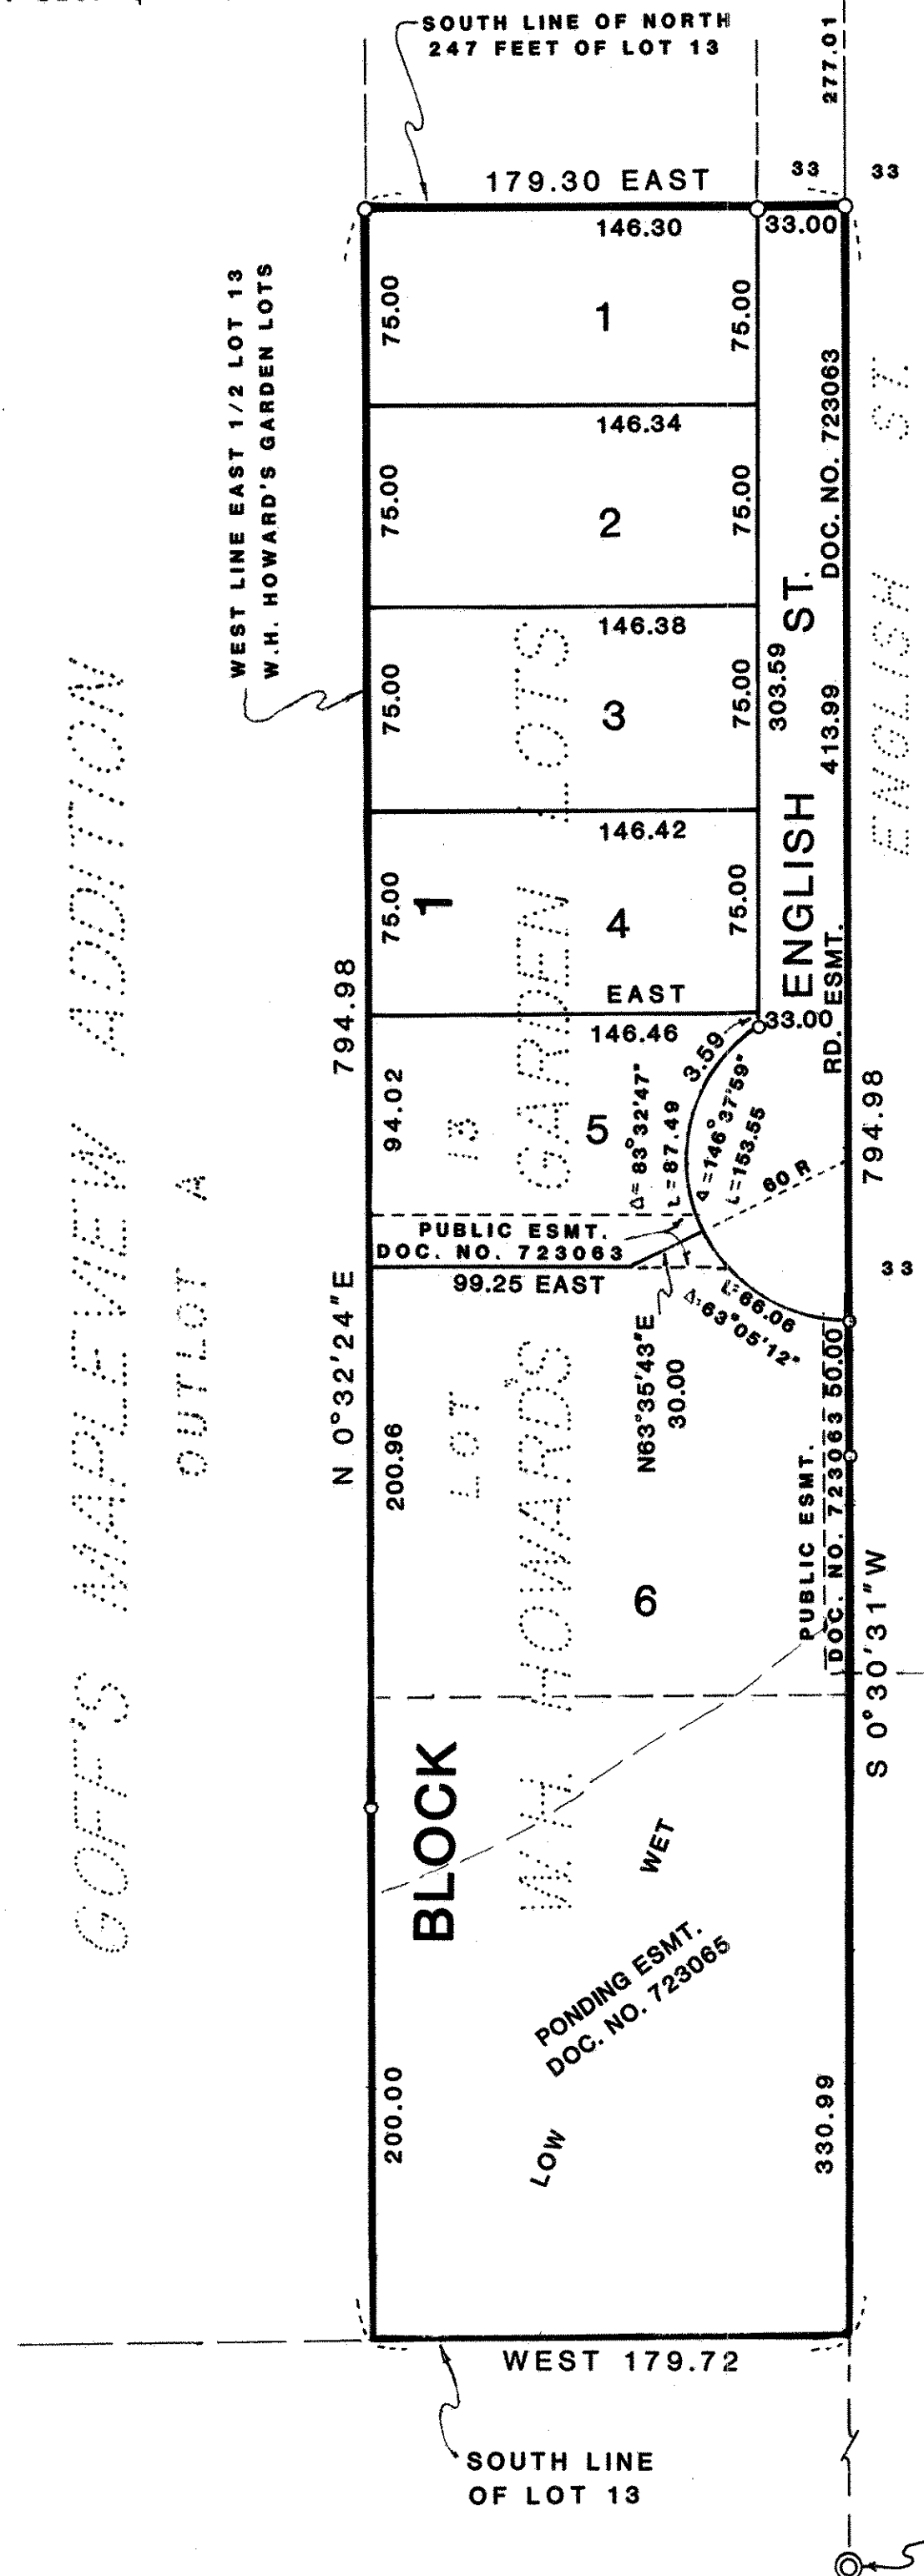 SOUTH LINE OF NORTH
247 FEET OF LOT 13
277.01
33
33
179.30 EAST
146.30
33.00
WEST LINE EAST 1/2 LOT 13
W.H. HOWARD'S GARDEN LOTS
75.00
1
75.00
146.34
75.00
2
75.00
146.38
75.00
3
75.00
146.42
75.00
4
75.00
EAST
146.46
33.00
ENGLISH ST.
303.59
RD. ESMT. 413.99 DOC. NO. 723063
ENGLISH ST.
GOFF'S MAPLEVIEW ADDITION
OUTLOT A
794.98
N 0°32'24"E
94.02
5
3.59
Δ=83°32'47"
L=87.49
Δ=146°37'59"
L=153.55
60 R
794.98
PUBLIC ESMT.
DOC. NO. 723063
99.25 EAST
33
L=66.06
Δ=63°05'12"
N63°35'43"E
30.00
200.96
LOT 13
W.H. HOWARD'S GARDEN LOTS
6
PUBLIC ESMT.
DOC. NO. 723063 50.00
S 0°30'31"W
BLOCK 1
WET
PONDING ESMT.
DOC. NO. 723065
LOW
200.00
330.99
WEST 179.72
SOUTH LINE
OF LOT 13